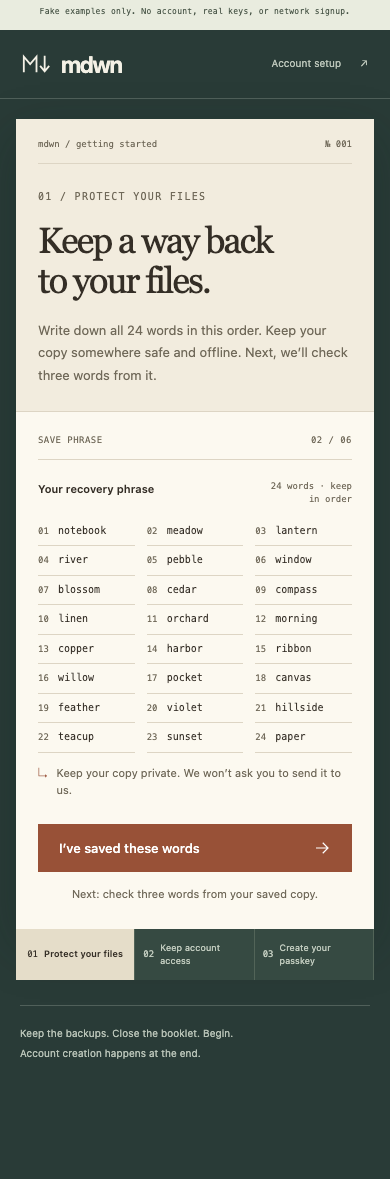 Fake examples only. No account, real keys, or network signup.
M↓ mdwn
Account setup ↗
mdwn / getting started
№ 001
01 / PROTECT YOUR FILES
Keep a way back
to your files.
Write down all 24 words in this order. Keep your
copy somewhere safe and offline. Next, we’ll check
three words from it.
SAVE PHRASE
02 / 06
Your recovery phrase
24 words · keep
in order
01 notebook 02 meadow 03 lantern
04 river 05 pebble 06 window
07 blossom 08 cedar 09 compass
10 linen 11 orchard 12 morning
13 copper 14 harbor 15 ribbon
16 willow 17 pocket 18 canvas
19 feather 20 violet 21 hillside
22 teacup 23 sunset 24 paper
Keep your copy private. We won’t ask you to send it to
us.
I’ve saved these words →
Next: check three words from your saved copy.
01 Protect your files
02 Keep account
access
03 Create your
passkey
Keep the backups. Close the booklet. Begin.
Account creation happens at the end.